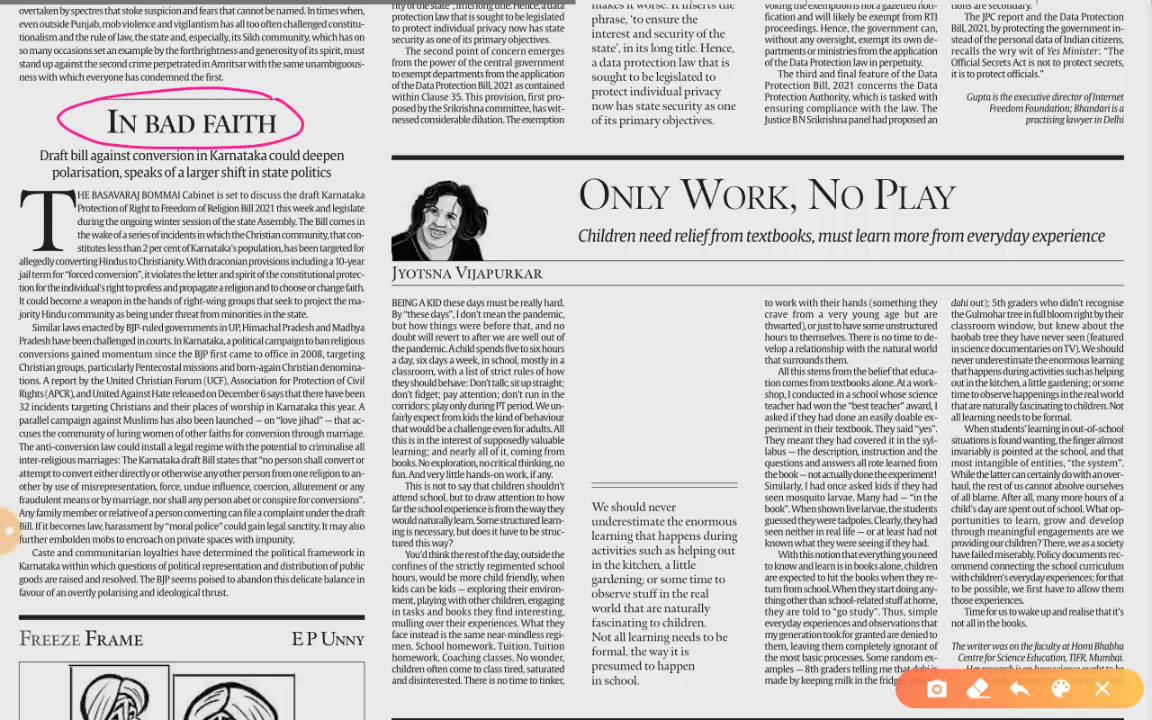 overtaken by spectres that stoke suspicion and fears that cannot be named. In times when,
even outside Punjab, mob violence and vigilantism has all too often challenged constitu-
tionalism and the rule of law, the state and, especially, its Sikh community, which has on
so many occasions set an example by the forthrightness and generosity of its spirit, must
stand up against the second crime perpetrated in Amritsar with the same unambiguous-
ness with which everyone has condemned the first.
IN BAD FAITH
Draft bill against conversion in Karnataka could deepen
polarisation, speaks of a larger shift in state politics
THE BASAVARAJ BOMMAI Cabinet is set to discuss the draft Karnataka
Protection of Right to Freedom of Religion Bill 2021 this week and legislate
during the ongoing winter session of the state Assembly. The Bill comes in
the wake of a series of incidents in which the Christian community, that con-
stitutes less than 2 per cent of Karnataka's population, has been targeted for
allegedly converting Hindus to Christianity. With draconian provisions including a 10-year
jail term for "forced conversion", it violates the letter and spirit of the constitutional protec-
tion for the individual's right to profess and propagate a religion and to choose or change faith.
It could become a weapon in the hands of right-wing groups that seek to project the ma-
jority Hindu community as being under threat from minorities in the state.
Similar laws enacted by BJP-ruled governments in UP, Himachal Pradesh and Madhya
Pradesh have been challenged in courts. In Karnataka, a political campaign to ban religious
conversions gained momentum since the BJP first came to office in 2008, targeting
Christian groups, particularly Pentecostal missions and born-again Christian denomina-
tions. A report by the United Christian Forum (UCF), Association for Protection of Civil
Rights (APCR), and United Against Hate released on December 6 says that there have been
32 incidents targeting Christians and their places of worship in Karnataka this year. A
parallel campaign against Muslims has also been launched — on "love jihad" — that ac-
cuses the community of luring women of other faiths for conversion through marriage.
The anti-conversion law could install a legal regime with the potential to criminalise all
inter-religious marriages: The Karnataka draft Bill states that "no person shall convert or
attempt to convert either directly or otherwise any other person from one religion to an-
other by use of misrepresentation, force, undue influence, coercion, allurement or any
fraudulent means or by marriage, nor shall any person abet or conspire for conversions".
Any family member or relative of a person converting can file a complaint under the draft
Bill. If it becomes law, harassment by "moral police" could gain legal sanctity. It may also
further embolden mobs to encroach on private spaces with impunity.
Caste and communitarian loyalties have determined the political framework in
Karnataka within which questions of political representation and distribution of public
goods are raised and resolved. The BJP seems poised to abandon this delicate balance in
favour of an overtly polarising and ideological thrust.
FREEZE FRAME
E P UNNY
rity of the state', in its long title. Hence, a data
protection law that is sought to be legislated
to protect individual privacy now has state
security as one of its primary objectives.
The second point of concern emerges
from the power of the central government
to exempt departments from the application
of the Data Protection Bill, 2021 as contained
within Clause 35. This provision, first pro-
posed by the Srikrishna committee, has wit-
nessed considerable dilution. The exemption
makes it worse. It inserts the
phrase, 'to ensure the
interest and security of the
state', in its long title. Hence,
a data protection law that is
sought to be legislated to
protect individual privacy
now has state security as one
of its primary objectives.
voking the exemption is not a gazetted noti-
fication and will likely be exempt from RTI
proceedings. Hence, the government can,
without any oversight, exempt its own de-
partments or ministries from the application
of the Data Protection law in perpetuity.
The third and final feature of the Data
Protection Bill, 2021 concerns the Data
Protection Authority, which is tasked with
ensuring compliance with the law. The
Justice B N Srikrishna panel had proposed an
tions are secondary.
The JPC report and the Data Protection
Bill, 2021, by protecting the government in-
stead of the personal data of Indian citizens,
recalls the wry wit of Yes Minister: "The
Official Secrets Act is not to protect secrets,
it is to protect officials."
Gupta is the executive director of Internet
Freedom Foundation; Bhandari is a
practising lawyer in Delhi
ONLY WORK, NO PLAY
Children need relief from textbooks, must learn more from everyday experience
JYOTSNA VIJAPURKAR
BEING A KID these days must be really hard.
By "these days", I don't mean the pandemic,
but how things were before that, and no
doubt will revert to after we are well out of
the pandemic. A child spends five to six hours
a day, six days a week, in school, mostly in a
classroom, with a list of strict rules of how
they should behave: Don't talk; sit up straight;
don't fidget; pay attention; don't run in the
corridors; play only during PT period. We un-
fairly expect from kids the kind of behaviour
that would be a challenge even for adults. All
this is in the interest of supposedly valuable
learning; and nearly all of it, coming from
books. No exploration, no critical thinking, no
fun. And very little hands-on work, if any.
This is not to say that children shouldn't
attend school, but to draw attention to how
far the school experience is from the way they
would naturally learn. Some structured learn-
ing is necessary, but does it have to be struc-
tured this way?
You'd think the rest of the day, outside the
confines of the strictly regimented school
hours, would be more child friendly, when
kids can be kids — exploring their environ-
ment, playing with other children, engaging
in tasks and books they find interesting,
mulling over their experiences. What they
face instead is the same near-mindless regi-
men. School homework. Tuition. Tuition
homework. Coaching classes. No wonder,
children often come to class tired, saturated
and disinterested. There is no time to tinker,
We should never
underestimate the enormous
learning that happens during
activities such as helping out
in the kitchen, a little
gardening; or some time to
observe stuff in the real
world that are naturally
fascinating to children.
Not all learning needs to be
formal, the way it is
presumed to happen
in school.
to work with their hands (something they
crave from a very young age but are
thwarted), or just to have some unstructured
hours to themselves. There is no time to de-
velop a relationship with the natural world
that surrounds them.
All this stems from the belief that educa-
tion comes from textbooks alone. At a work-
shop, I conducted in a school whose science
teacher had won the "best teacher" award, I
asked if they had done an easily doable ex-
periment in their textbook. They said "yes".
They meant they had covered it in the syl-
labus — the description, instruction and the
questions and answers all rote learned from
the book — not actually done the experiment!
Similarly, I had once asked kids if they had
seen mosquito larvae. Many had — "in the
book". When shown live larvae, the students
guessed they were tadpoles. Clearly, they had
seen neither in real life — or at least had not
known what they were seeing if they had.
With this notion that everything you need
to know and learn is in books alone, children
are expected to hit the books when they re-
turn from school. When they start doing any-
thing other than school-related stuff at home,
they are told to "go study". Thus, simple
everyday experiences and observations that
my generation took for granted are denied to
them, leaving them completely ignorant of
the most basic processes. Some random ex-
amples — 8th graders telling me that dahi is
made by keeping milk in the fridge
dahi out); 5th graders who didn't recognise
the Gulmohar tree in full bloom right by their
classroom window, but knew about the
baobab tree they have never seen (featured
in science documentaries on TV). We should
never underestimate the enormous learning
that happens during activities such as helping
out in the kitchen, a little gardening; or some
time to observe happenings in the real world
that are naturally fascinating to children. Not
all learning needs to be formal.
When students' learning in out-of-school
situations is found wanting, the finger almost
invariably is pointed at the school, and that
most intangible of entities, "the system".
While the latter can certainly do with an over-
haul, the rest of us cannot absolve ourselves
of all blame. After all, many more hours of a
child's day are spent out of school. What op-
portunities to learn, grow and develop
through meaningful engagements are we
providing our children? There, we as a society
have failed miserably. Policy documents rec-
ommend connecting the school curriculum
with children's everyday experiences; for that
to be possible, we first have to allow them
those experiences.
Time for us to wake up and realise that it's
not all in the books.
The writer was on the faculty at Homi Bhabha
Centre for Science Education, TIFR, Mumbai.